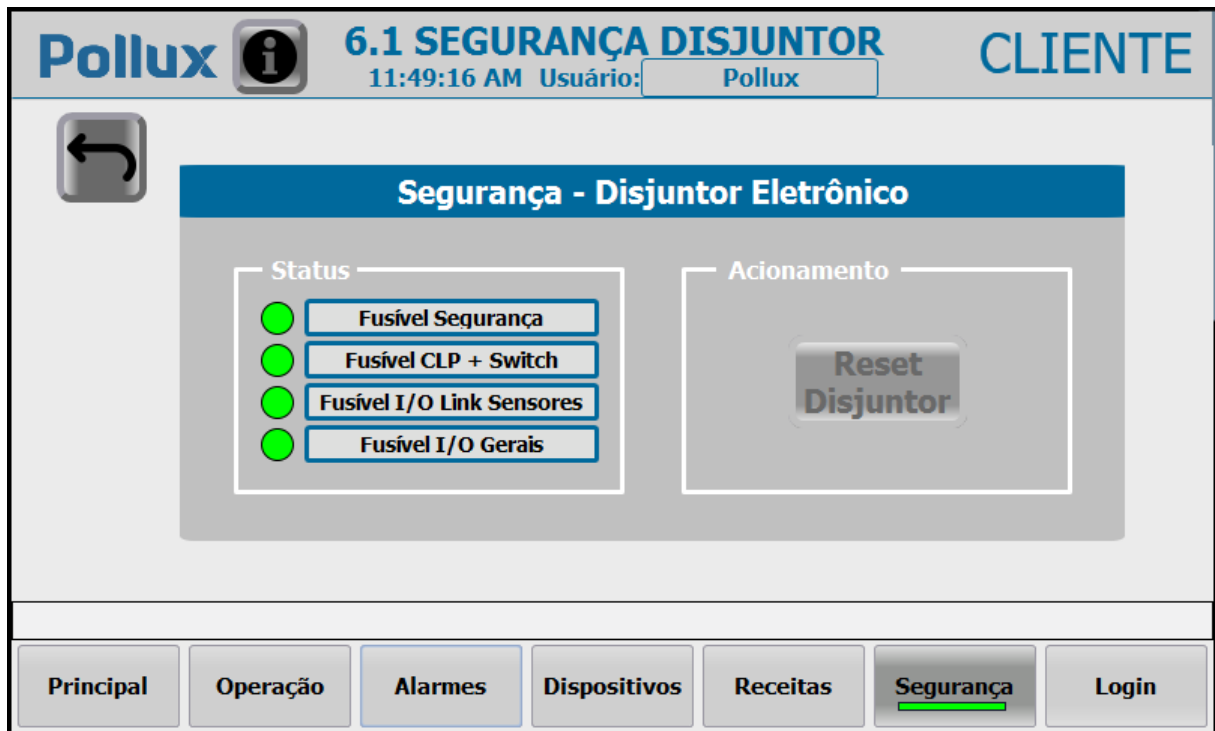 Pollux
6.1 SEGURANÇA DISJUNTOR
CLIENTE
11:49:16 AM Usuário: Pollux
Segurança - Disjuntor Eletrônico
Status
Fusível Segurança
Fusível CLP + Switch
Fusível I/O Link Sensores
Fusível I/O Gerais
Acionamento
Reset
Disjuntor
Principal
Operação
Alarmes
Dispositivos
Receitas
Segurança
Login